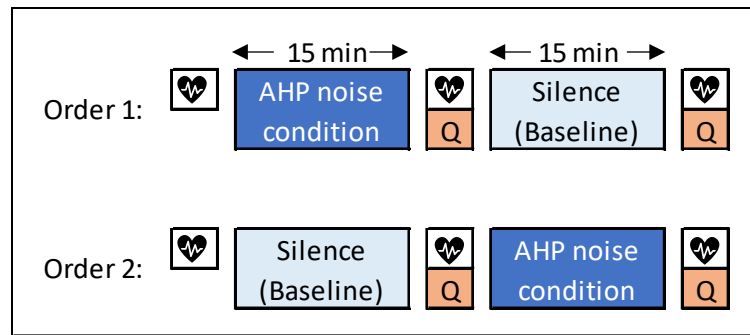 15 min 15 min
Order 1: AHP noise condition Q Silence (Baseline) Q
Order 2: Silence (Baseline) Q AHP noise condition Q